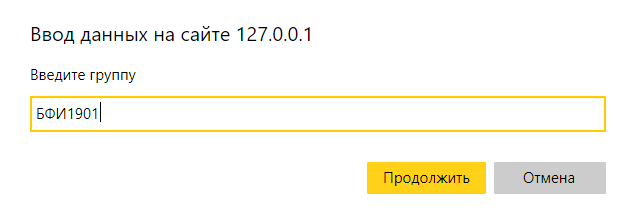 Ввод данных на сайте 127.0.0.1
Введите группу
БФИ1901
Продолжить Отмена